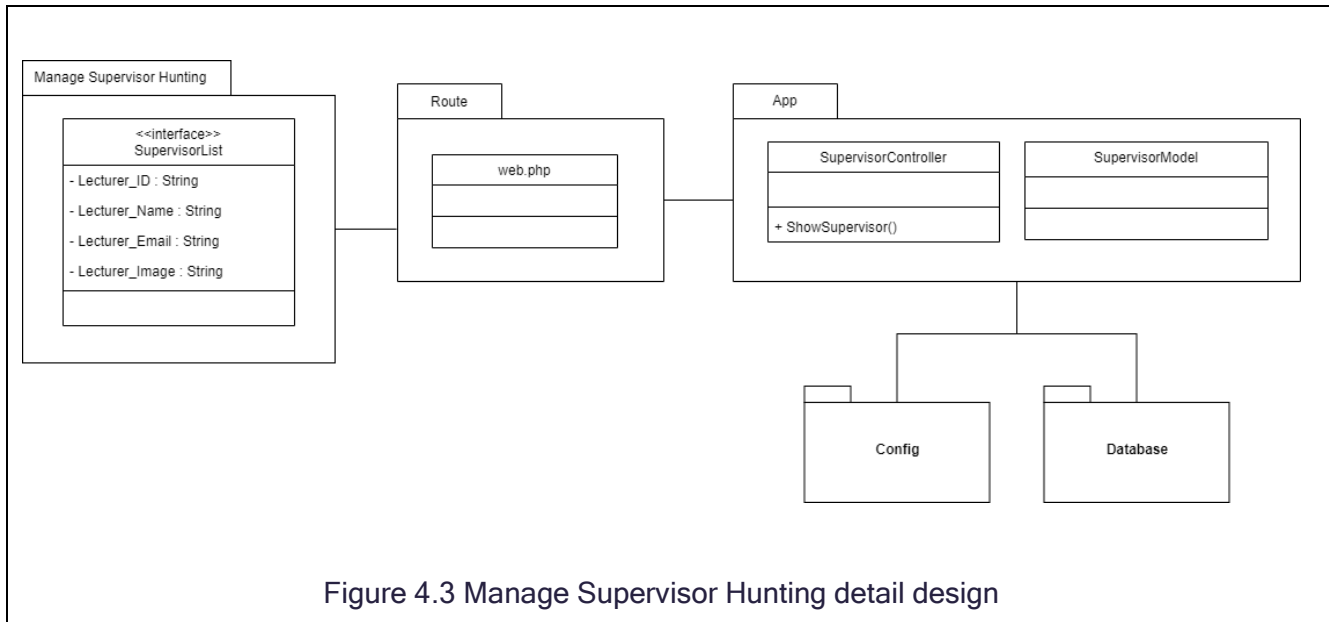 Manage Supervisor Hunting
<<interface>>
SupervisorList
- Lecturer_ID : String
- Lecturer_Name : String
- Lecturer_Email : String
- Lecturer_Image : String
Route
web.php
App
SupervisorController
+ ShowSupervisor()
SupervisorModel
Config
Database
Figure 4.3 Manage Supervisor Hunting detail design